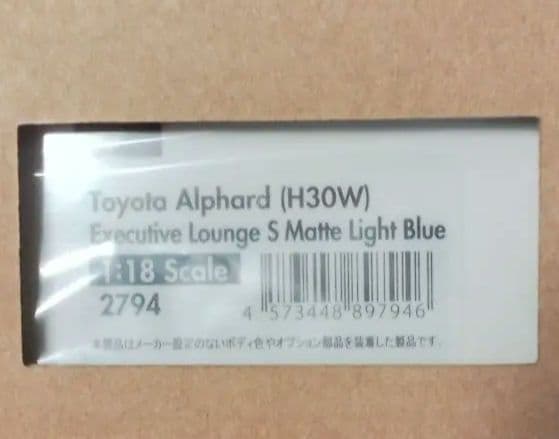 Toyota Alphard (H30W)
Executive Lounge S Matte Light Blue
1:18 Scale
2794
4 573448 897946
本製品はメーカー設定のないボディ色やオプション部品を装着した製品です。